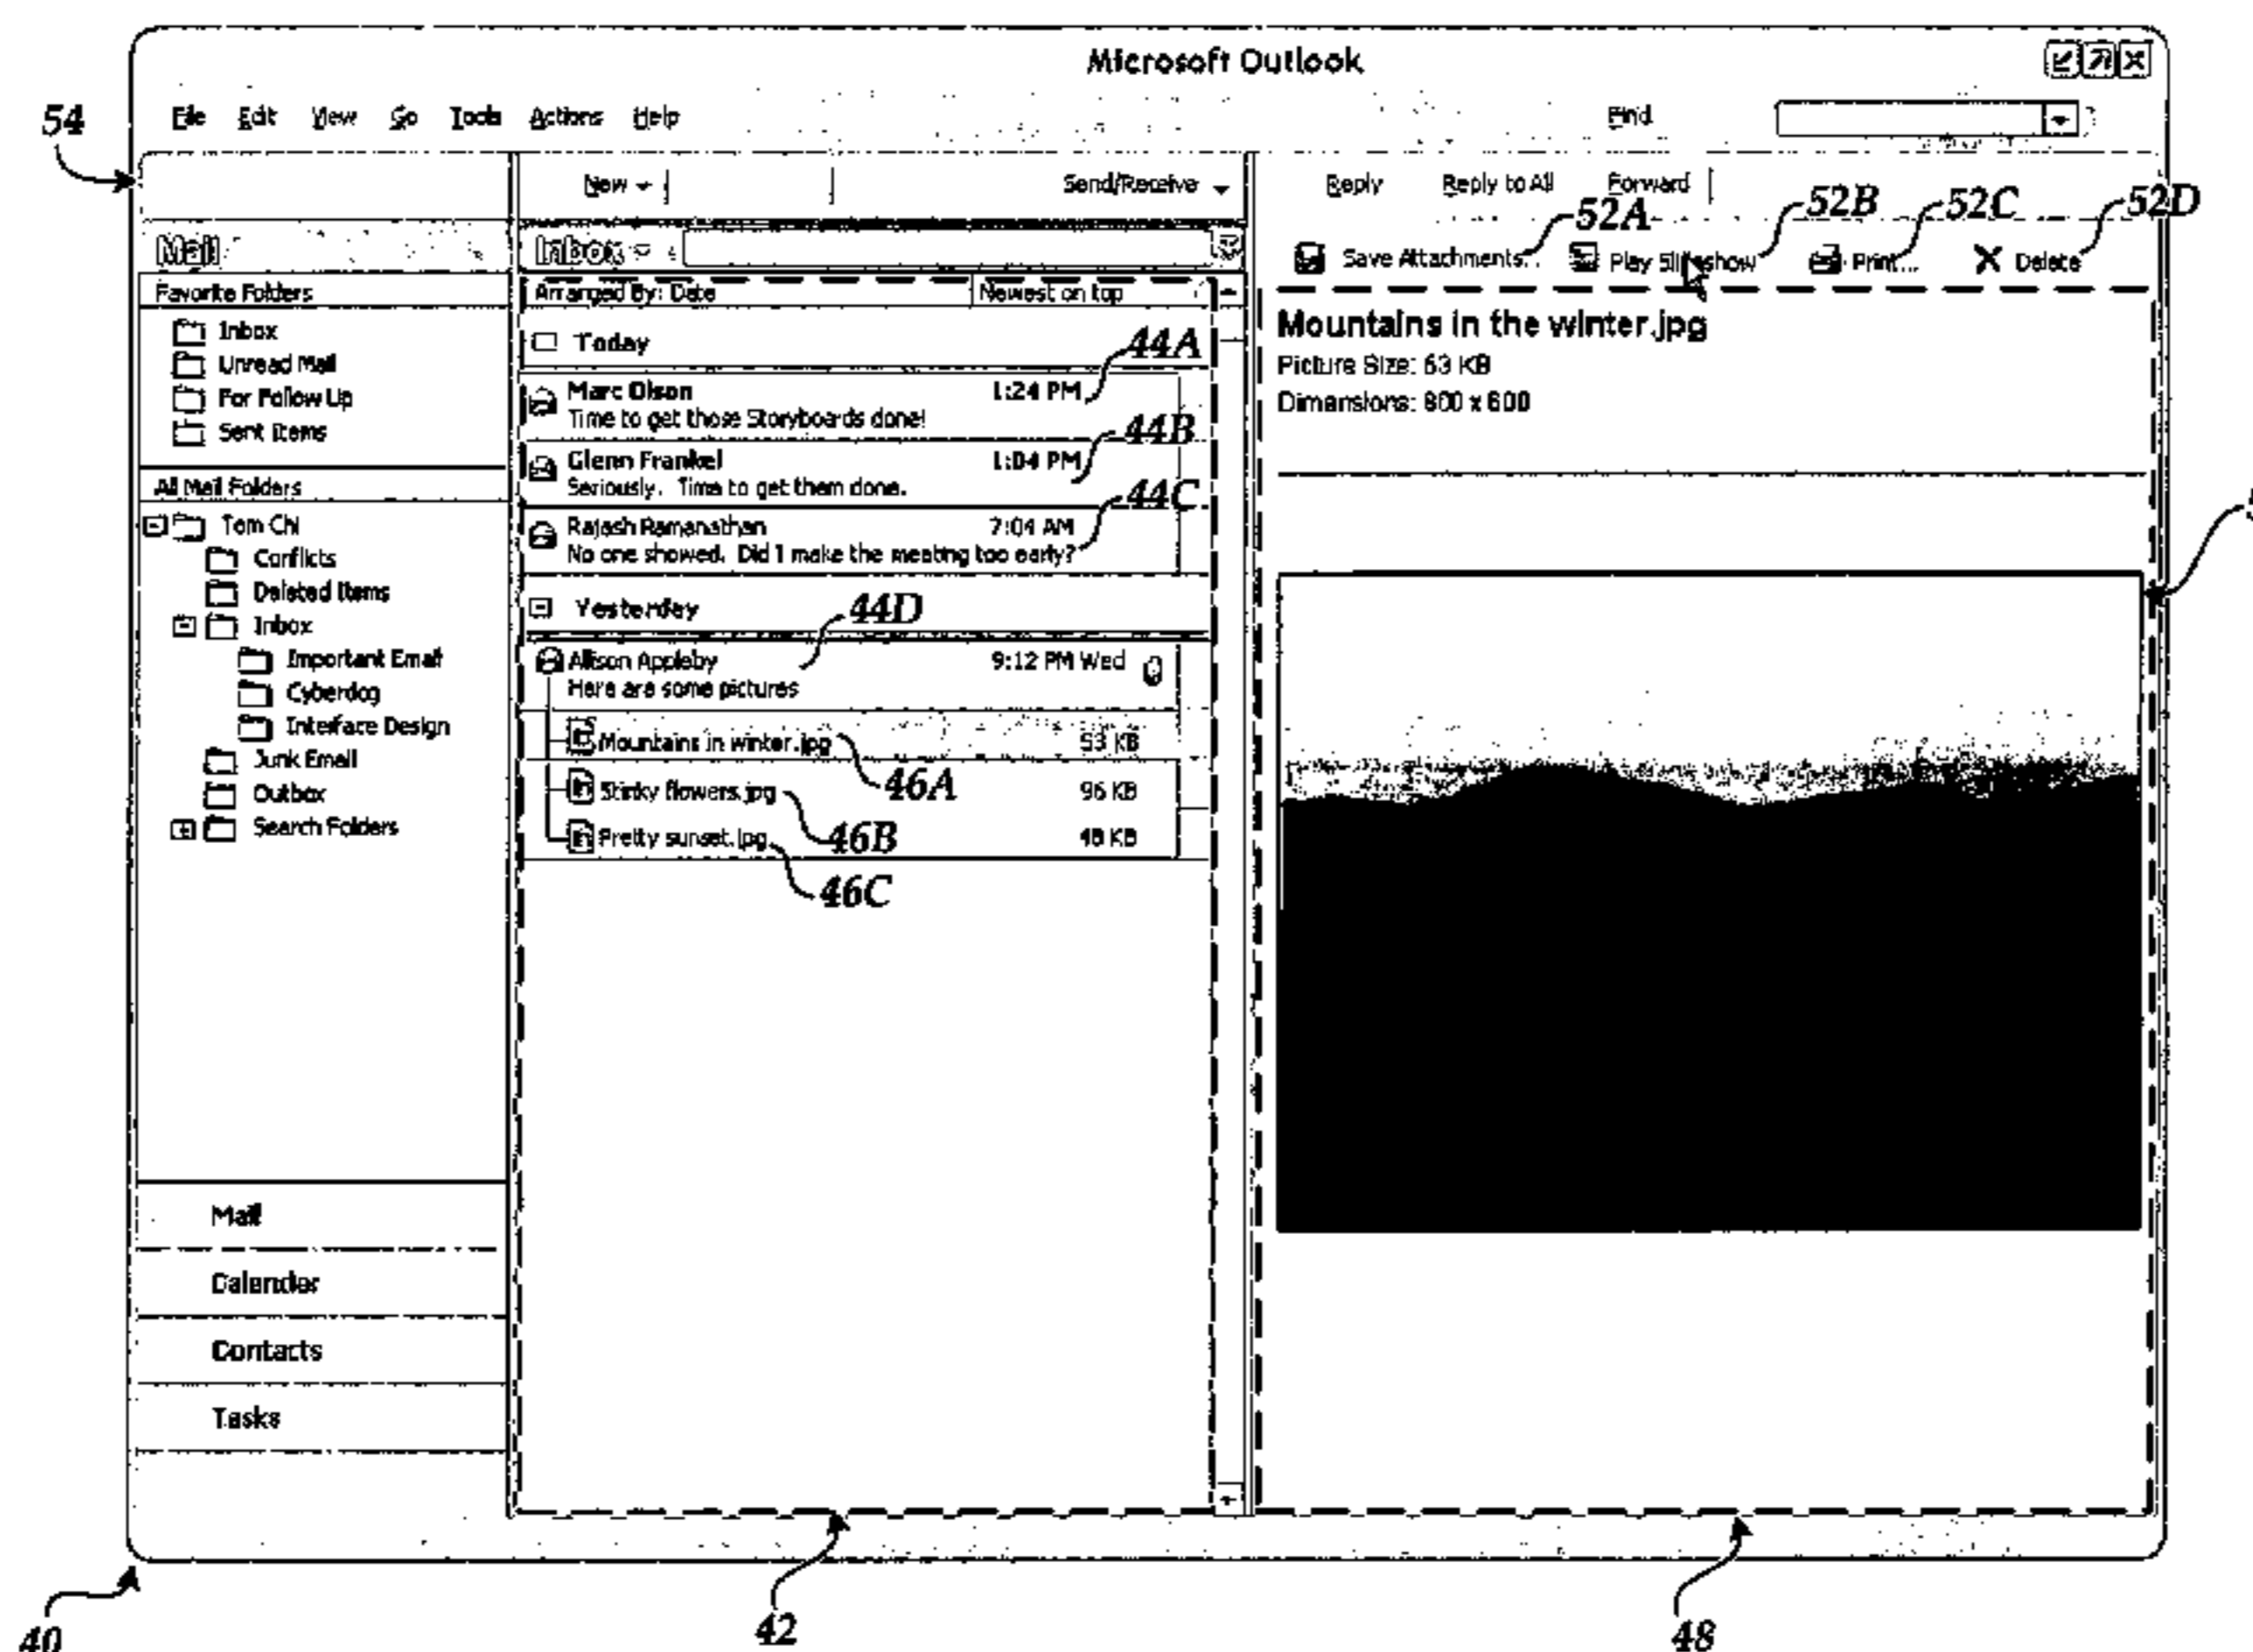 Microsoft Outlook
File Edit View Go Tools Actions Help Find
54
New Send/Receive Reply Reply to All Forward
52A 52B 52C 52D
Mail Inbox Save Attachments... Play Slideshow Print... Delete
Favorite Folders
Arranged By: Date Newest on top
Inbox
Unread Mail
For Follow Up
Sent Items
All Mail Folders
Tom Chi
Conflicts
Deleted Items
Inbox
Important Email
Cyberdog
Interface Design
Junk Email
Outbox
Search Folders
Mail
Calender
Contacts
Tasks
Today 44A
Marc Olson 1:24 PM
Time to get those Storyboards done!
44B
Glenn Frankel 1:04 PM
Seriously. Time to get them done.
44C
Rajesh Ramanathan 7:04 AM
No one showed. Did I make the meeting too early?
Yesterday 44D
Allison Appleby 9:12 PM Wed
Here are some pictures
Mountains in winter.jpg 53 KB
46A
Stinky flowers.jpg 96 KB
46B
Pretty sunset.jpg 48 KB
46C
Mountains in the winter.jpg
Picture Size: 53 KB
Dimensions: 800 x 600
40
42
48